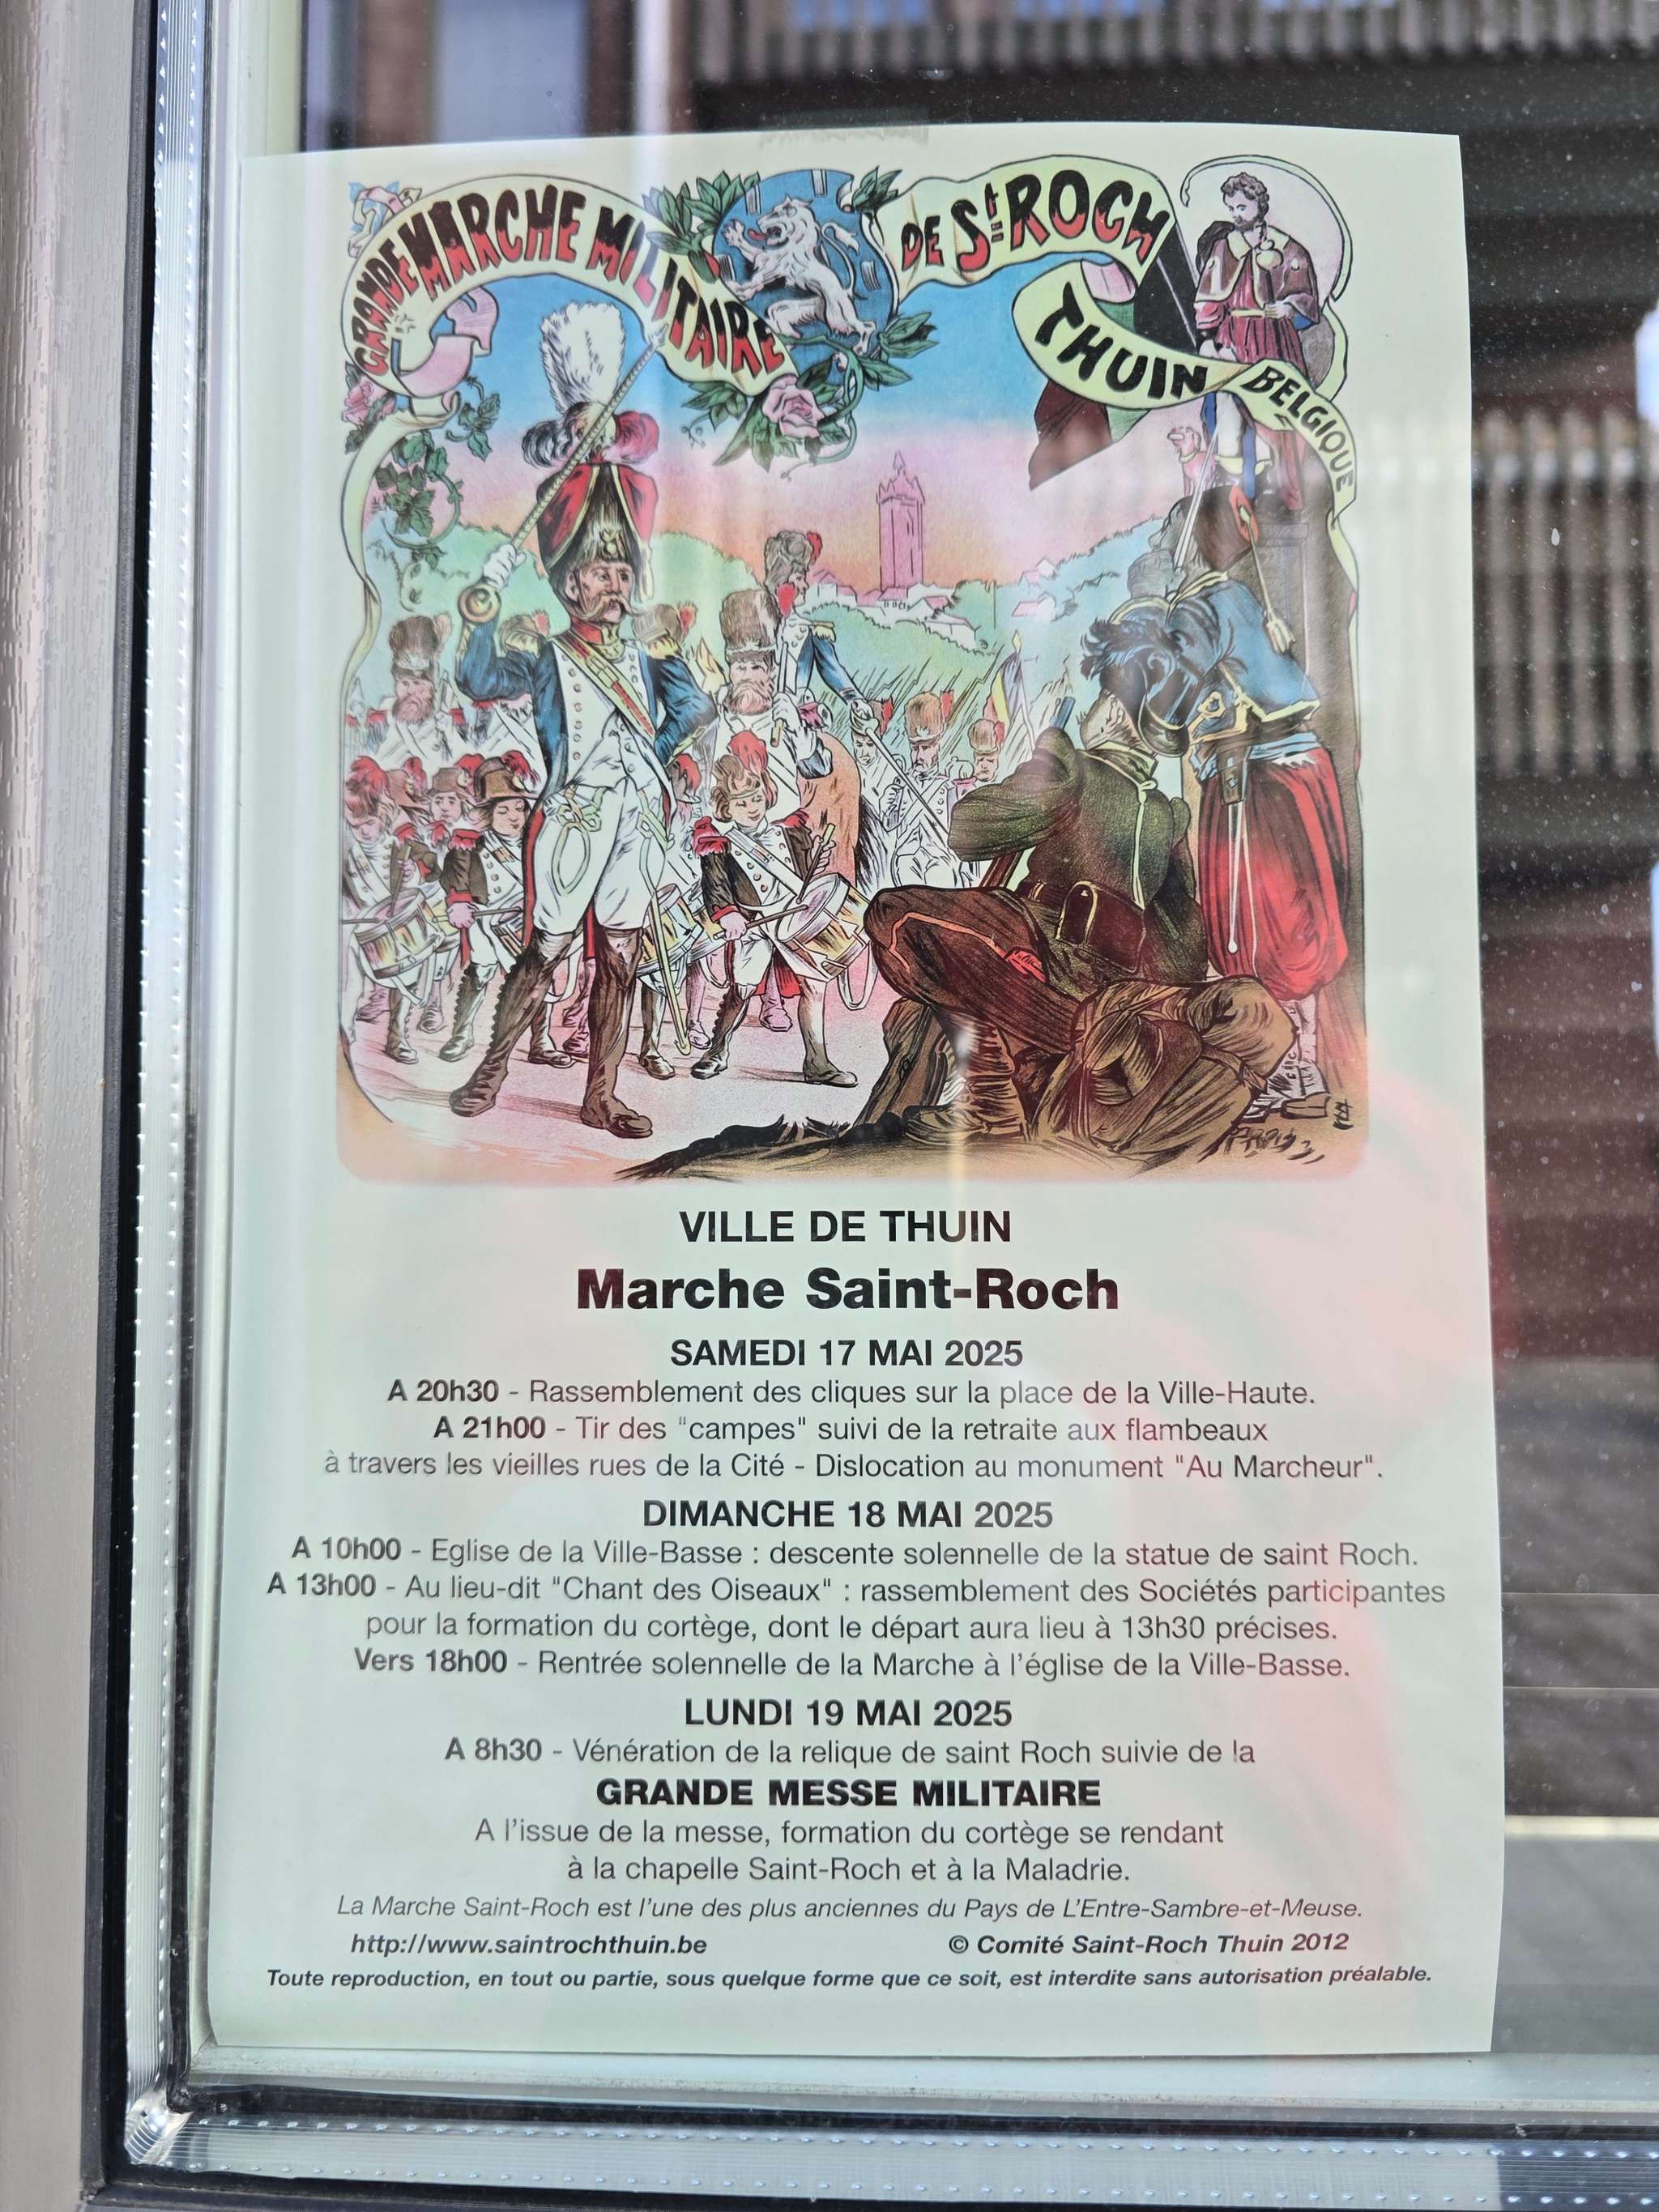 GRANDE MARCHE MILITAIRE
DE St ROCH
THUIN BELGIQUE
VILLE DE THUIN
Marche Saint-Roch
SAMEDI 17 MAI 2025
A 20h30 - Rassemblement des cliques sur la place de la Ville-Haute.
A 21h00 - Tir des "campes" suivi de la retraite aux flambeaux
à travers les vieilles rues de la Cité - Dislocation au monument "Au Marcheur".
DIMANCHE 18 MAI 2025
A 10h00 - Eglise de la Ville-Basse : descente solennelle de la statue de saint Roch.
A 13h00 - Au lieu-dit "Chant des Oiseaux" : rassemblement des Sociétés participantes
pour la formation du cortège, dont le départ aura lieu à 13h30 précises.
Vers 18h00 - Rentrée solennelle de la Marche à l'église de la Ville-Basse.
LUNDI 19 MAI 2025
A 8h30 - Vénération de la relique de saint Roch suivie de la
GRANDE MESSE MILITAIRE
A l'issue de la messe, formation du cortège se rendant
à la chapelle Saint-Roch et à la Maladrie.
La Marche Saint-Roch est l'une des plus anciennes du Pays de L'Entre-Sambre-et-Meuse.
http://www.saintrochthuin.be © Comité Saint-Roch Thuin 2012
Toute reproduction, en tout ou partie, sous quelque forme que ce soit, est interdite sans autorisation préalable.